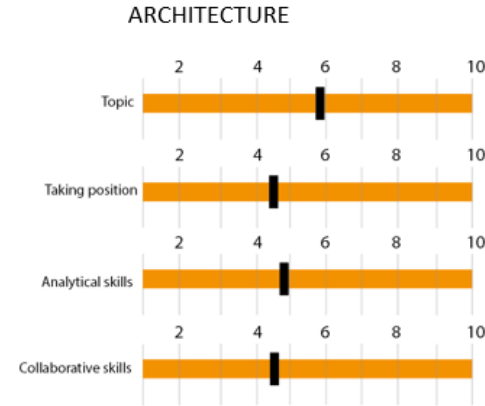 ARCHITECTURE
2 4 6 8 10
Topic
2 4 6 8 10
Taking position
2 4 6 8 10
Analytical skills
2 4 6 8 10
Collaborative skills